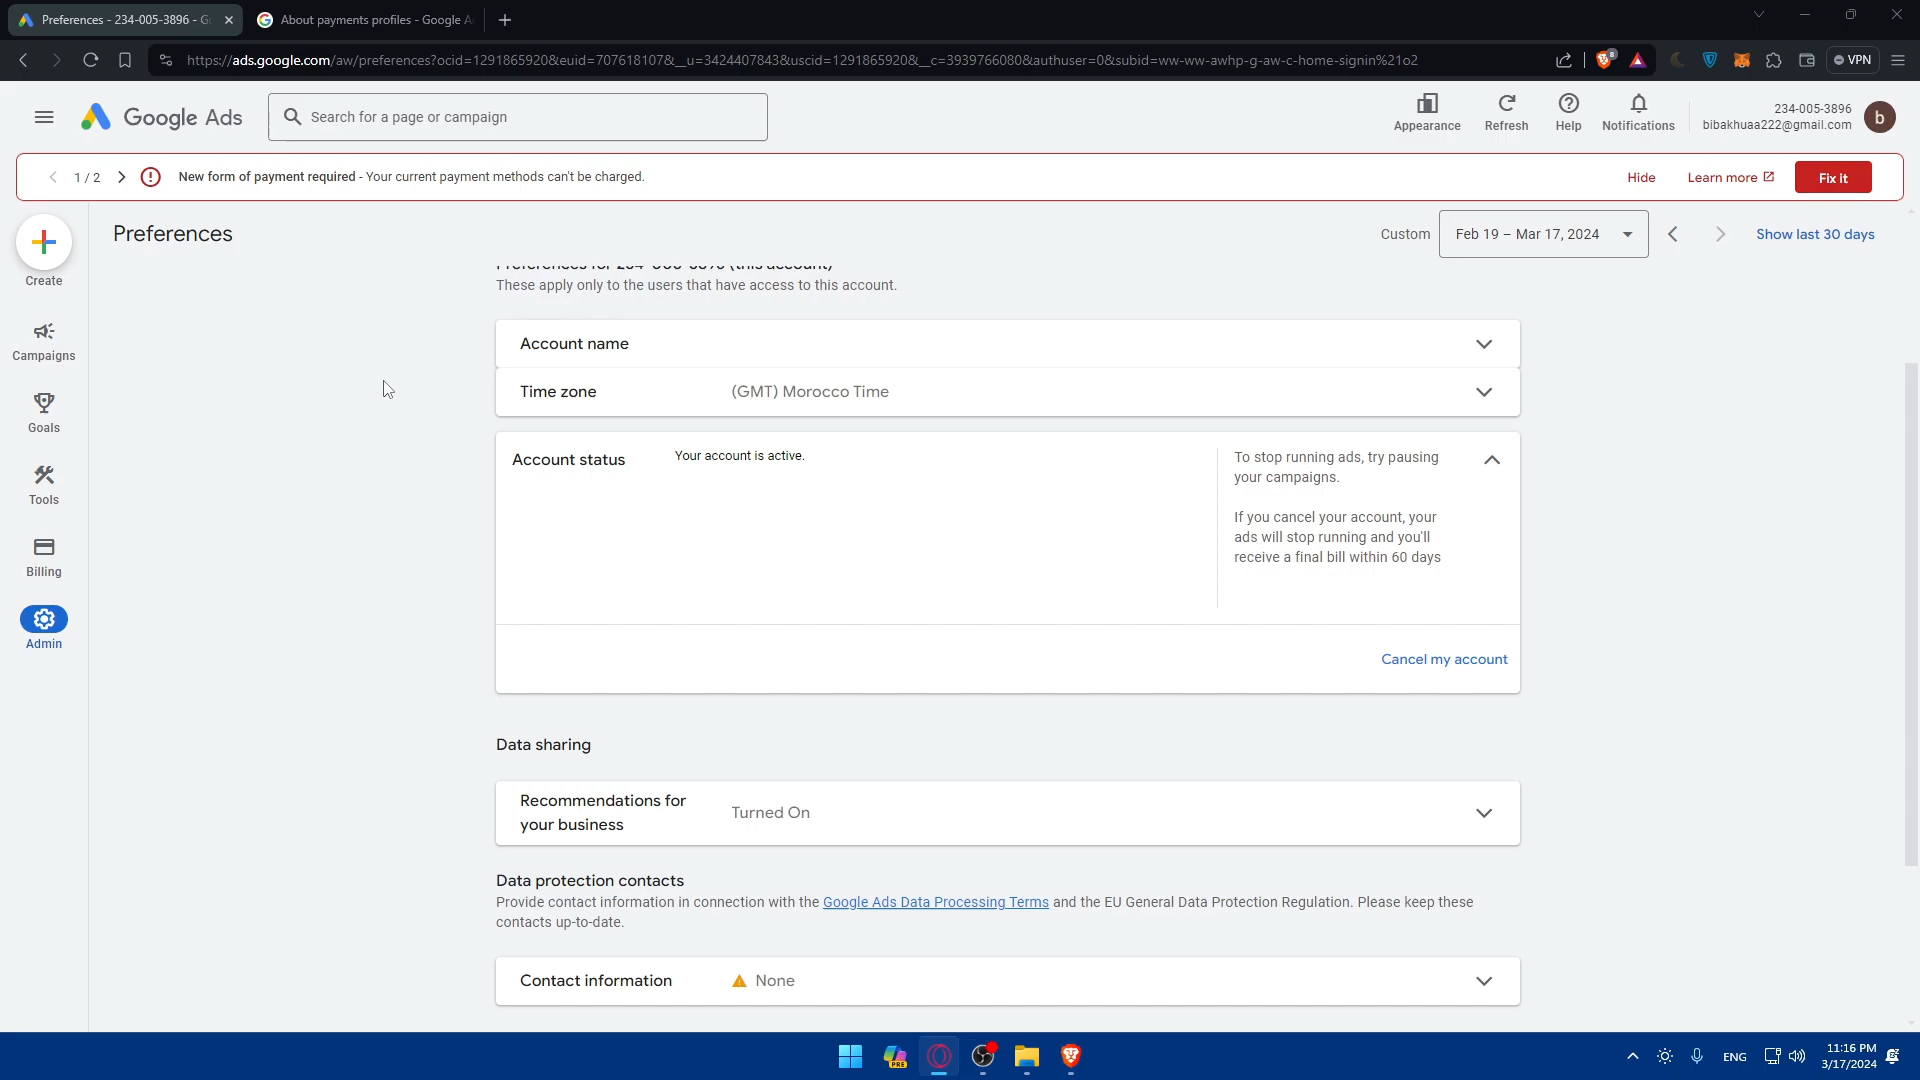 Preferences - 234-005-3896 - G
About payments profiles - Google A
https://ads.google.com/aw/preferences?ocid=1291865920&euid=707618107&__u=3424407843&uscid=1291865920&__c=3939766080&authuser=0&subid=ww-ww-awhp-g-aw-c-home-signin%21o2
8
VPN
Google Ads
Search for a page or campaign
Appearance
Refresh
Help
Notifications
234-005-3896
bibakhuaa222@gmail.com
b
1 / 2
New form of payment required - Your current payment methods can't be charged.
Hide
Learn more
Fix it
Preferences
Custom
Feb 19 – Mar 17, 2024
Show last 30 days
Create
Campaigns
Goals
Tools
Billing
Admin
Preferences for 234-005-3896 (this account)
These apply only to the users that have access to this account.
Account name
Time zone
(GMT) Morocco Time
Account status
Your account is active.
To stop running ads, try pausing
your campaigns.
If you cancel your account, your
ads will stop running and you'll
receive a final bill within 60 days
Cancel my account
Data sharing
Recommendations for
your business
Turned On
Data protection contacts
Provide contact information in connection with the Google Ads Data Processing Terms and the EU General Data Protection Regulation. Please keep these
contacts up-to-date.
Contact information
None
PRE
ENG
11:16 PM
3/17/2024